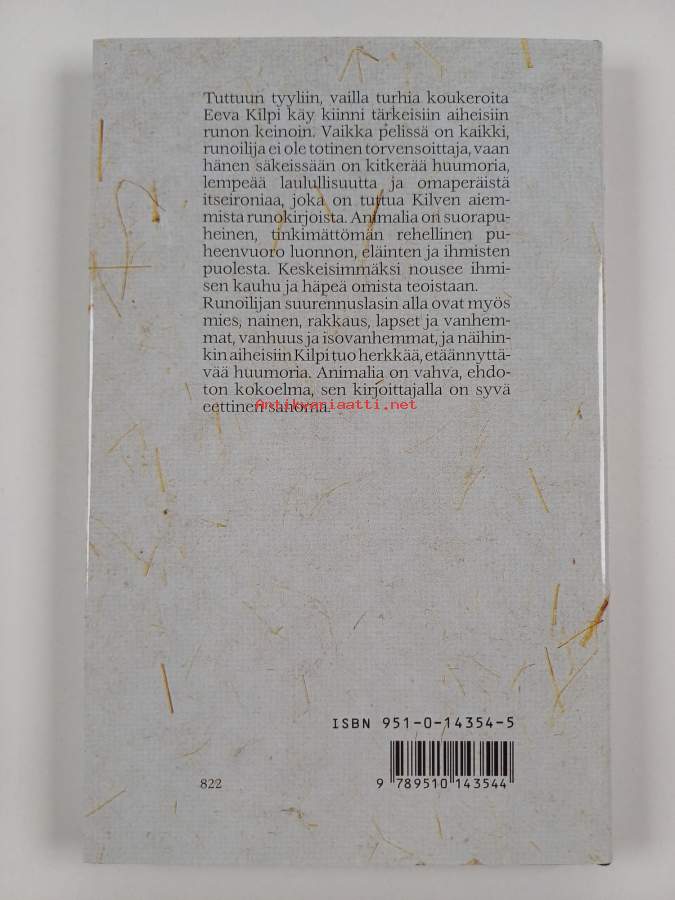 Tuttuun tyyliin, vailla turhia koukeroita
Eeva Kilpi käy kiinni tärkeisiin aiheisiin
runon keinoin. Vaikka pelissä on kaikki,
runoilija ei ole totinen torvensoittaja, vaan
hänen säkeissään on kitkerää huumoria,
lempeää laulullisuutta ja omaperäistä
itseironiaa, joka on tuttua Kilven aiem-
mista runokirjoista. Animalia on suorapu-
heinen, tinkimättömän rehellinen pu-
heenvuoro luonnon, eläinten ja ihmisten
puolesta. Keskeisimmäksi nousee ihmi-
sen kauhu ja häpeä omista teoistaan.
Runoilijan suurennuslasin alla ovat myös
mies, nainen, rakkaus, lapset ja vanhem-
mat, vanhuus ja isovanhemmat, ja näihin-
kin aiheisiin Kilpi tuo herkkää, etäännyttä-
vää huumoria. Animalia on vahva, ehdo-
ton kokoelma, sen kirjoittajalla on syvä
eettinen sanoma.
Antikvariaatti.net
ISBN 951-0-14354-5
822
9 789510 143544